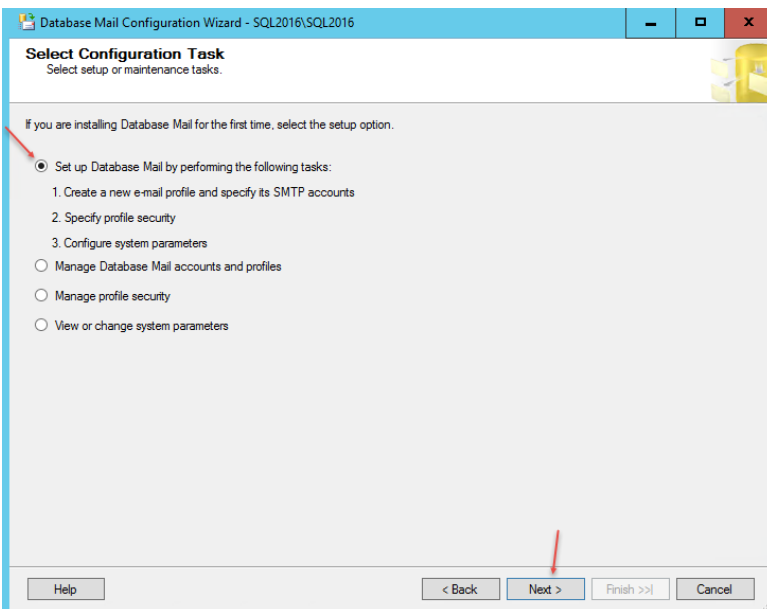 Database Mail Configuration Wizard - SQL2016\SQL2016
Select Configuration Task
Select setup or maintenance tasks.
If you are installing Database Mail for the first time, select the setup option.
Set up Database Mail by performing the following tasks:
1. Create a new e-mail profile and specify its SMTP accounts
2. Specify profile security
3. Configure system parameters
Manage Database Mail accounts and profiles
Manage profile security
View or change system parameters
Help < Back Next > Finish >>| Cancel